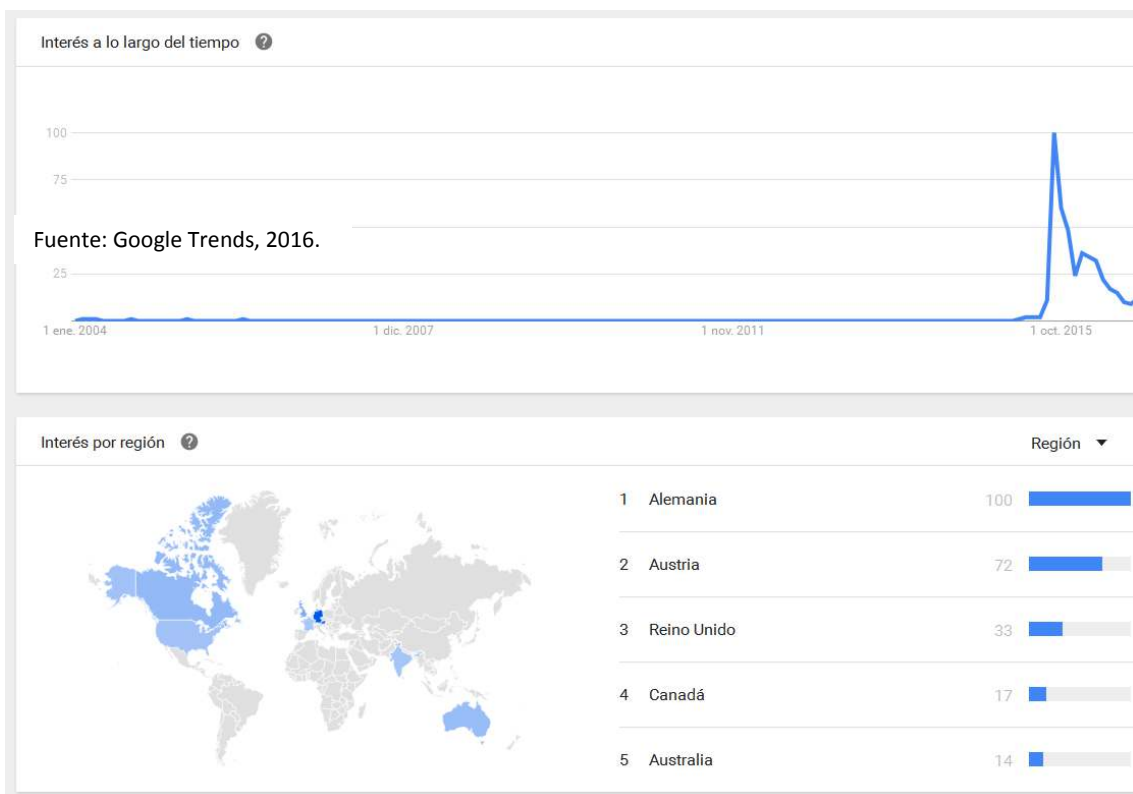 Interés a lo largo del tiempo ?
100
75
Fuente: Google Trends, 2016.
25
1 ene. 2004 1 dic. 2007 1 nov. 2011 1 oct. 2015
Interés por región ? Región
1 Alemania 100
2 Austria 72
3 Reino Unido 33
4 Canadá 17
5 Australia 14